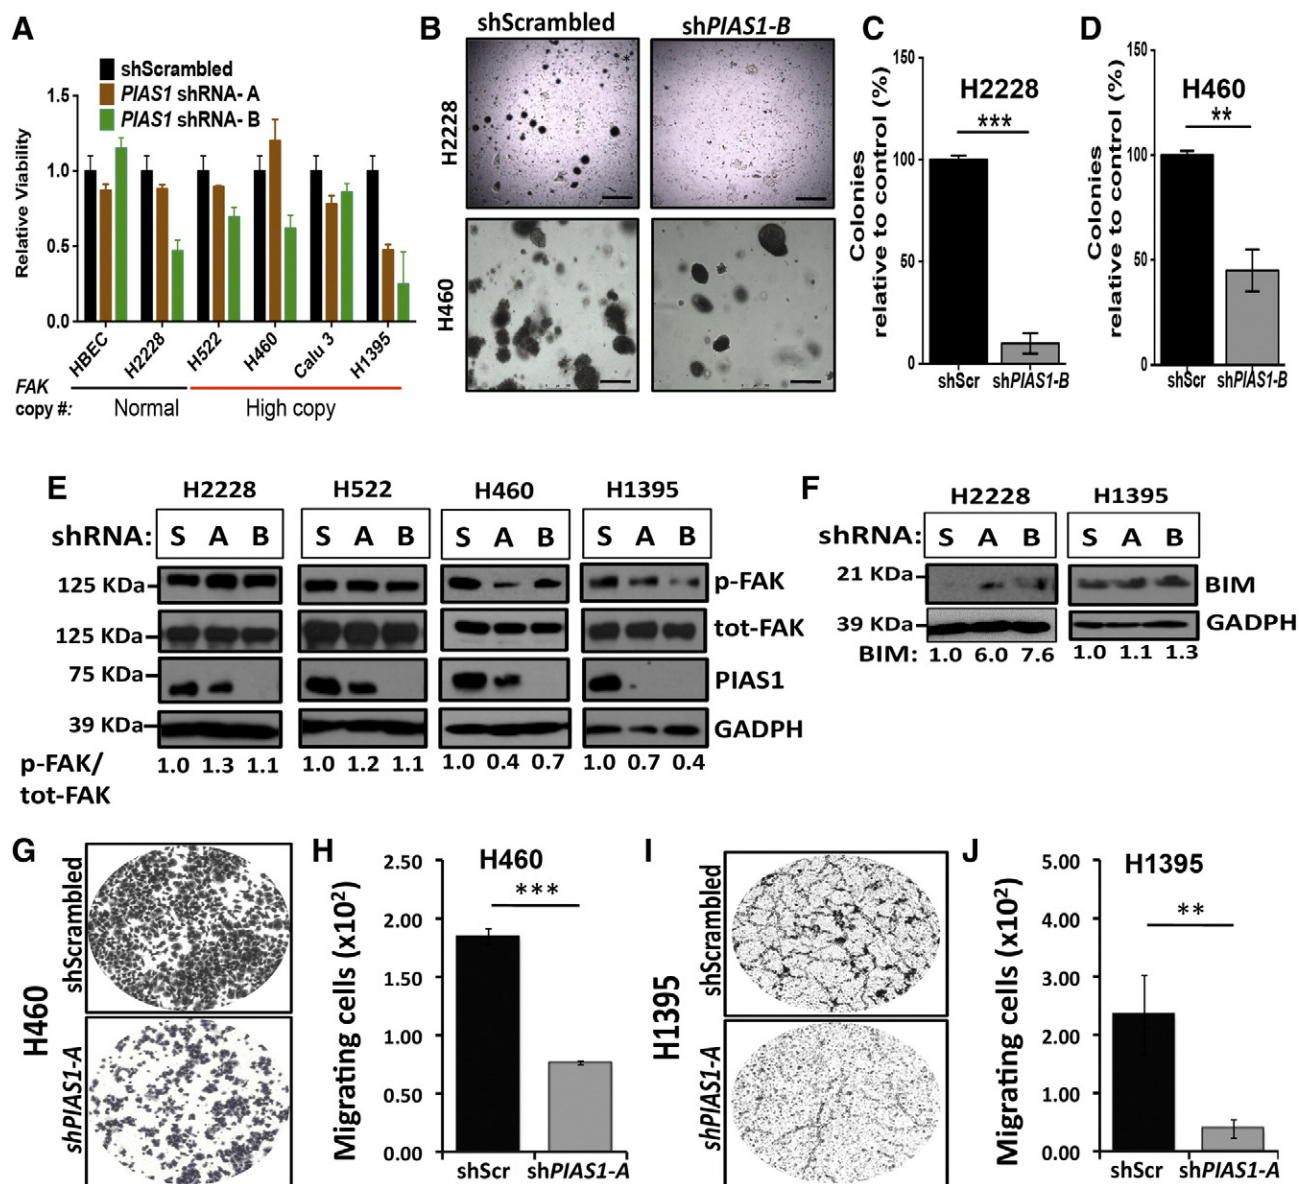 A
shScrambled
PIAS1 shRNA- A
PIAS1 shRNA- B
Relative Viability
1.5
1.0
0.5
0.0
HBEC
H2228
H522
H460
Calu 3
H1395
FAK
copy #:
Normal
High copy
B
shScrambled
shPIAS1-B
H2228
*
H460
C
Colonies
relative to control (%)
150
100
50
0
H2228
***
shScr
shPIAS1-B
D
Colonies
relative to control (%)
150
100
50
0
H460
**
shScr
shPIAS1-B
E
H2228
H522
H460
H1395
shRNA:
S A B
S A B
S A B
S A B
125 KDa
p-FAK
125 KDa
tot-FAK
75 KDa
PIAS1
39 KDa
GADPH
p-FAK/
tot-FAK
1.0 1.3 1.1
1.0 1.2 1.1
1.0 0.4 0.7
1.0 0.7 0.4
F
H2228
H1395
shRNA:
S A B
S A B
21 KDa
BIM
39 KDa
GADPH
BIM:
1.0 6.0 7.6
1.0 1.1 1.3
G
H460
shScrambled
shPIAS1-A
H
Migrating cells (x10²)
2.50
2.00
1.50
1.00
0.50
0.00
H460
***
shScr
shPIAS1-A
I
H1395
shScrambled
shPIAS1-A
J
Migrating cells (x10²)
5.00
4.00
3.00
2.00
1.00
0.00
H1395
**
shScr
shPIAS1-A